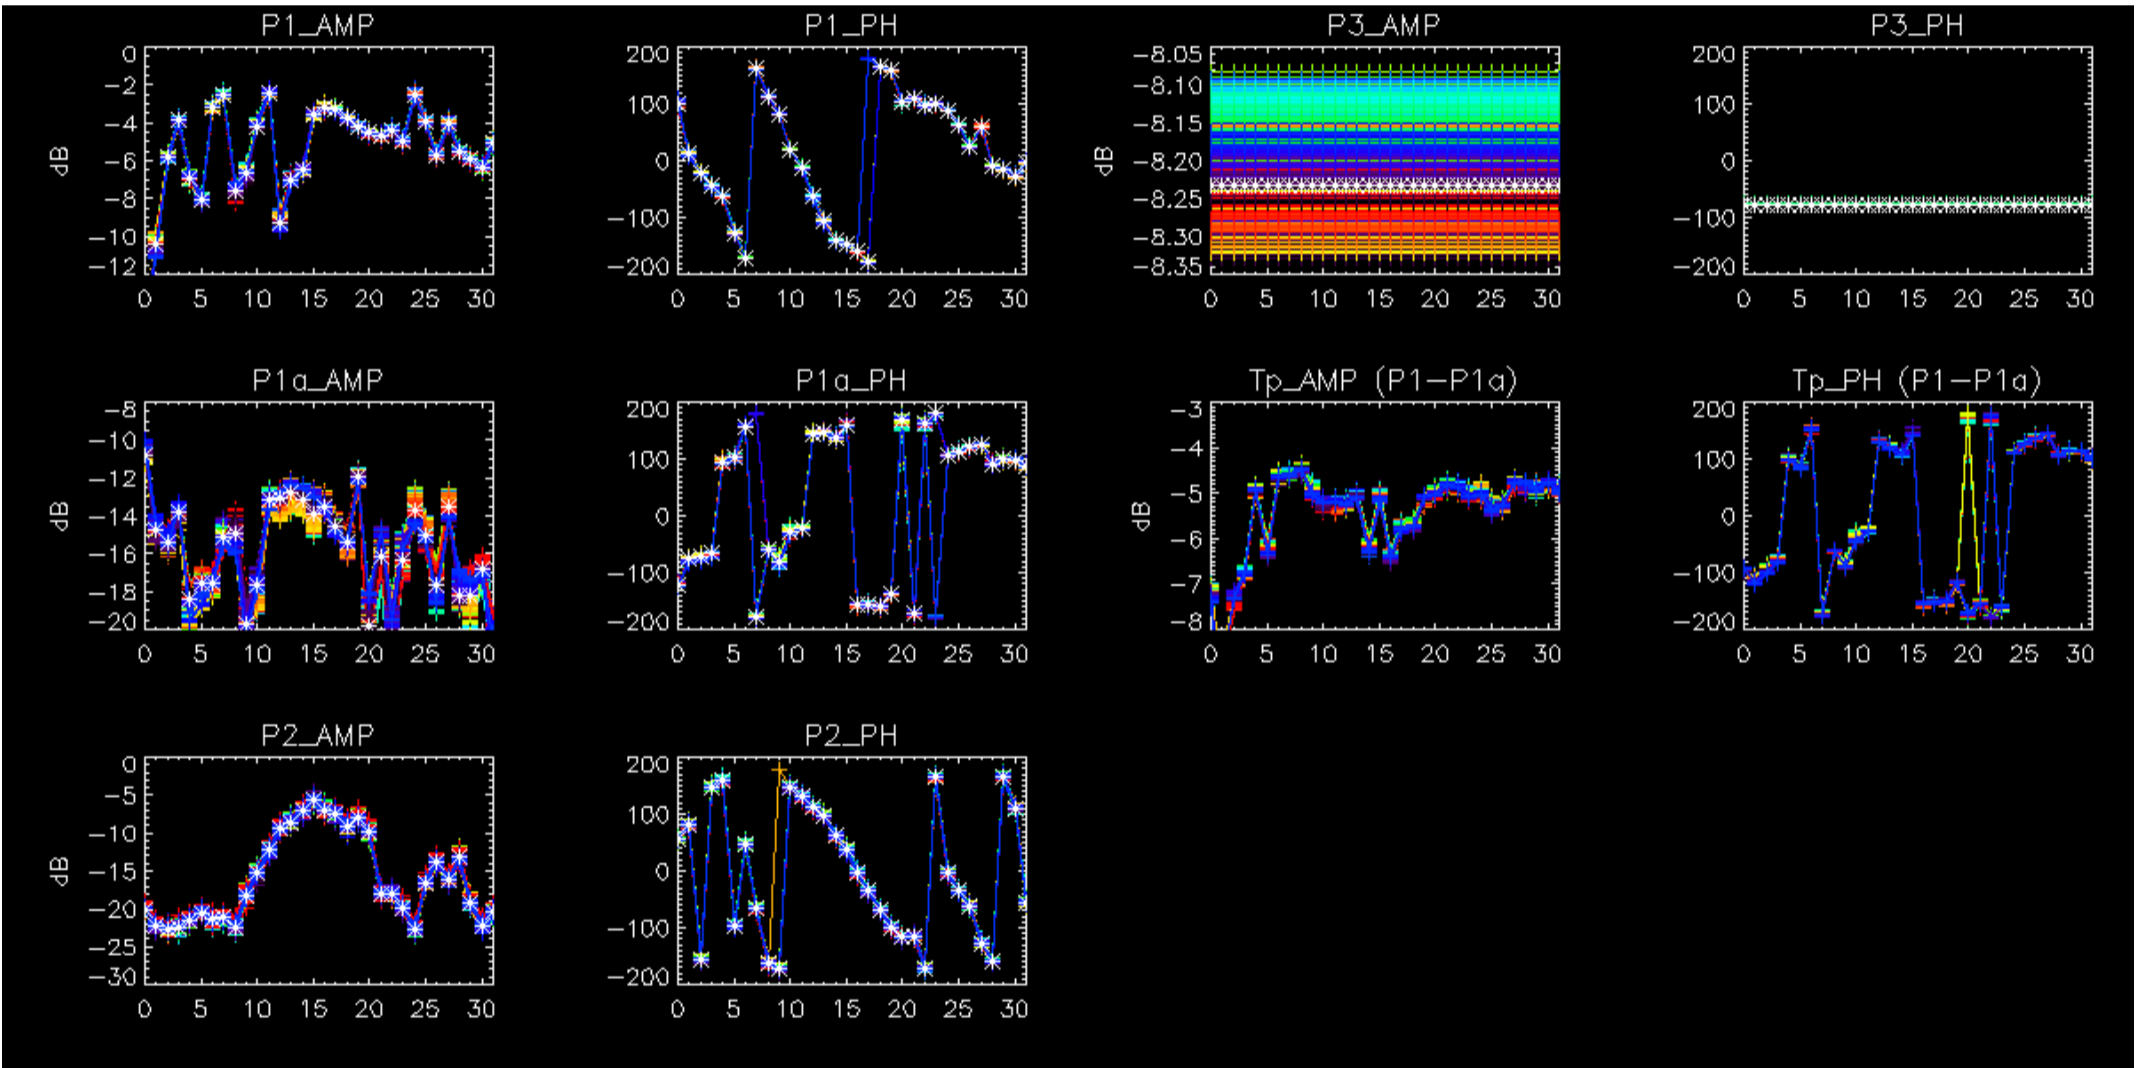 P1_AMP
P1_PH
P3_AMP
P3_PH
dB
0
-2
-4
-6
-8
-10
-12
0 5 10 15 20 25 30
200
100
0
-100
-200
0 5 10 15 20 25 30
dB
-8.05
-8.10
-8.15
-8.20
-8.25
-8.30
-8.35
0 5 10 15 20 25 30
200
100
0
-100
-200
0 5 10 15 20 25 30
P1a_AMP
P1a_PH
Tp_AMP (P1-P1a)
Tp_PH (P1-P1a)
dB
-8
-10
-12
-14
-16
-18
-20
0 5 10 15 20 25 30
200
100
0
-100
-200
0 5 10 15 20 25 30
dB
-3
-4
-5
-6
-7
-8
0 5 10 15 20 25 30
200
100
0
-100
-200
0 5 10 15 20 25 30
P2_AMP
P2_PH
dB
0
-5
-10
-15
-20
-25
-30
0 5 10 15 20 25 30
200
100
0
-100
-200
0 5 10 15 20 25 30